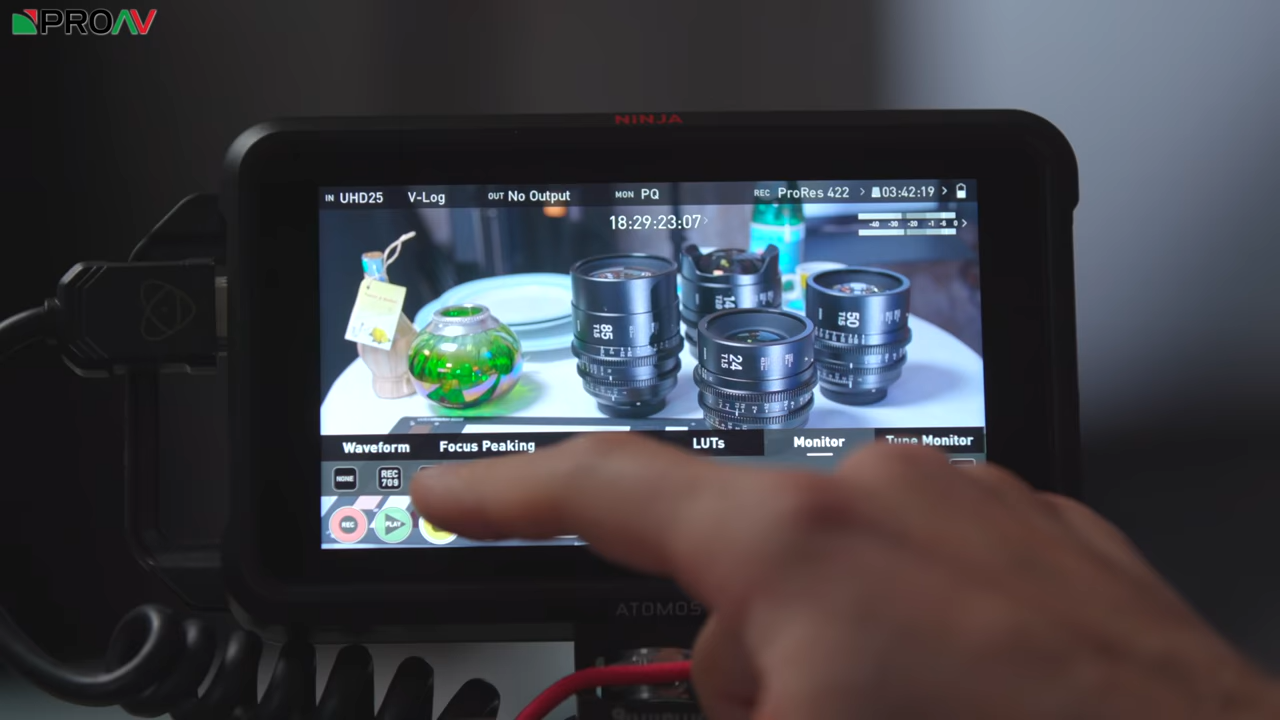 PROAV
NINJA
IN UHD25 V-Log OUT No Output MON PQ REC ProRes 422 > 03:42:19 >
18:29:23:07 >
-40 -30 -20 -1 -6 0 >
85
T1.5
14
24
T1.5
50
T1.5
Waveform Focus Peaking LUTs Monitor Tune Monitor
NONE REC
709
REC PLAY
ATOMOS